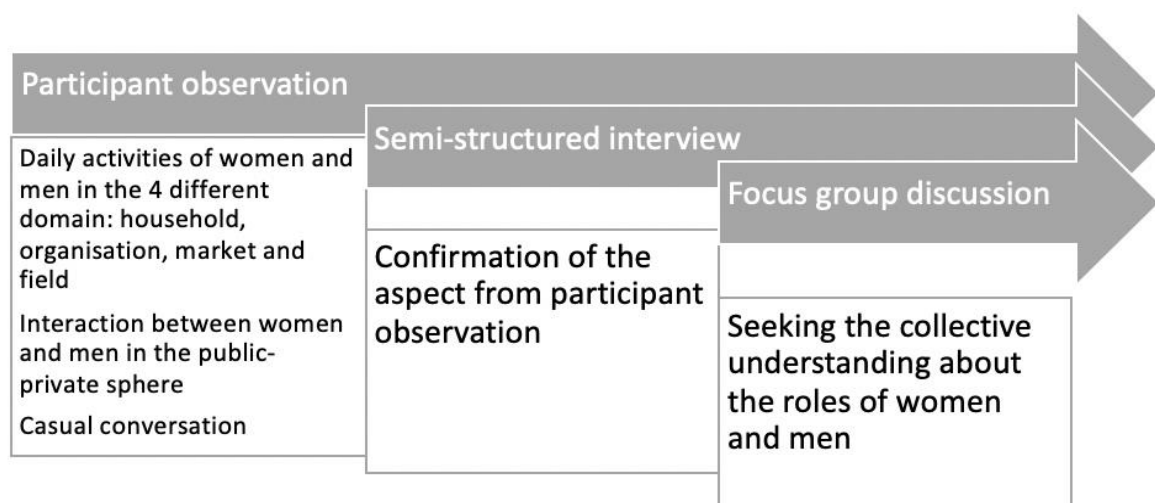 Participant observation
Daily activities of women and
men in the 4 different
domain: household,
organisation, market and
field
Interaction between women
and men in the public-
private sphere
Casual conversation
Semi-structured interview
Confirmation of the
aspect from participant
observation
Focus group discussion
Seeking the collective
understanding about
the roles of women
and men